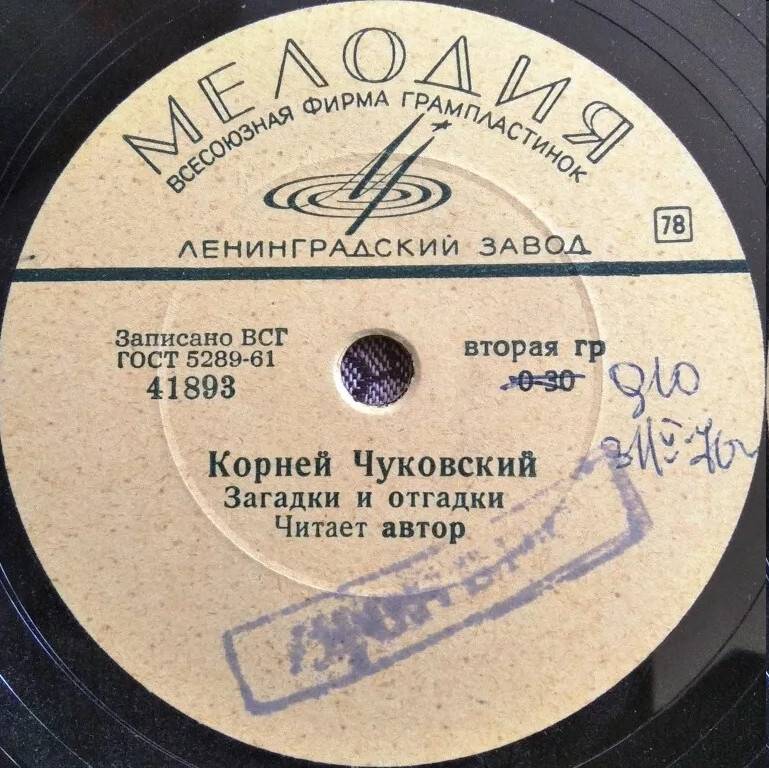 МЕЛОДИЯ
ВСЕСОЮЗНАЯ ФИРМА ГРАМПЛАСТИНОК
78
ЛЕНИНГРАДСКИЙ ЗАВОД
Записано ВСГ
ГОСТ 5289-61
41893
вторая гр
0-30
Корней Чуковский
Загадки и отгадки
Читает автор